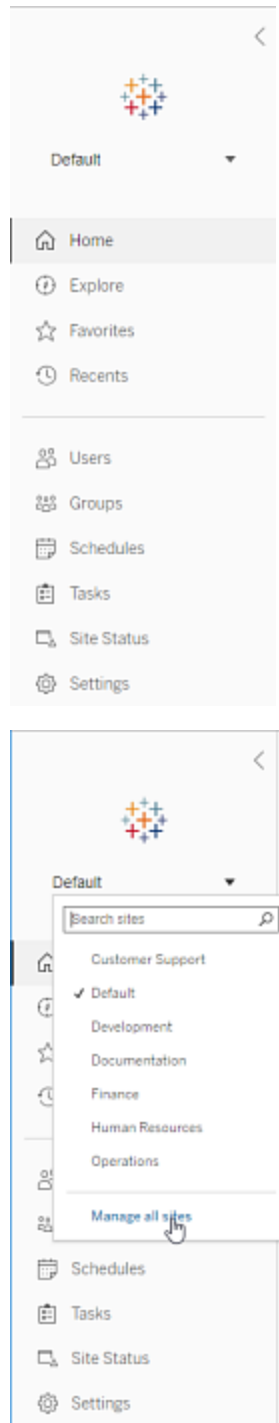 Default
Home
Explore
Favorites
Recents
Users
Groups
Schedules
Tasks
Site Status
Settings
Default
Search sites
Customer Support
Default
Development
Documentation
Finance
Human Resources
Operations
Manage all sites
Schedules
Tasks
Site Status
Settings